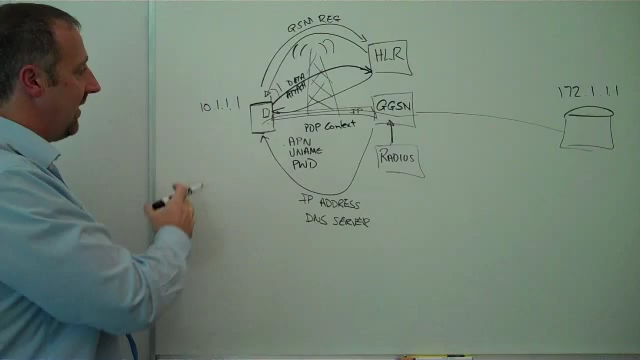 GSM REG
HLR
DATA
ATTACH
10.1.1.1
GGSN
172.1.1.1
PDP Context
APN
UNAME
PWD
RADIUS
IP ADDRESS
DNS SERVER